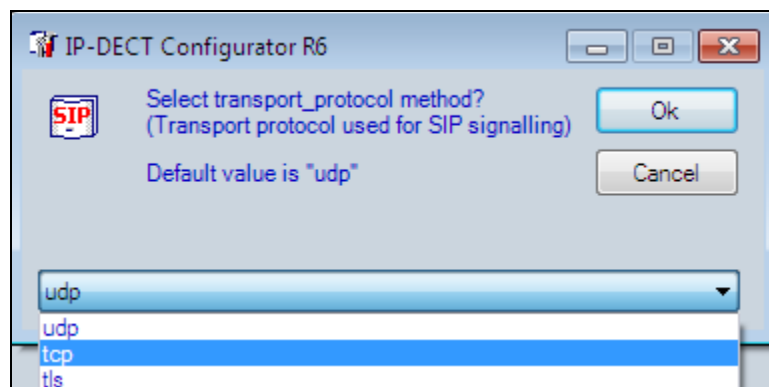 IP-DECT Configurator R6
SIP
Select transport_protocol method?
(Transport protocol used for SIP signalling)
Ok
Default value is "udp"
Cancel
udp
udp
tcp
tls